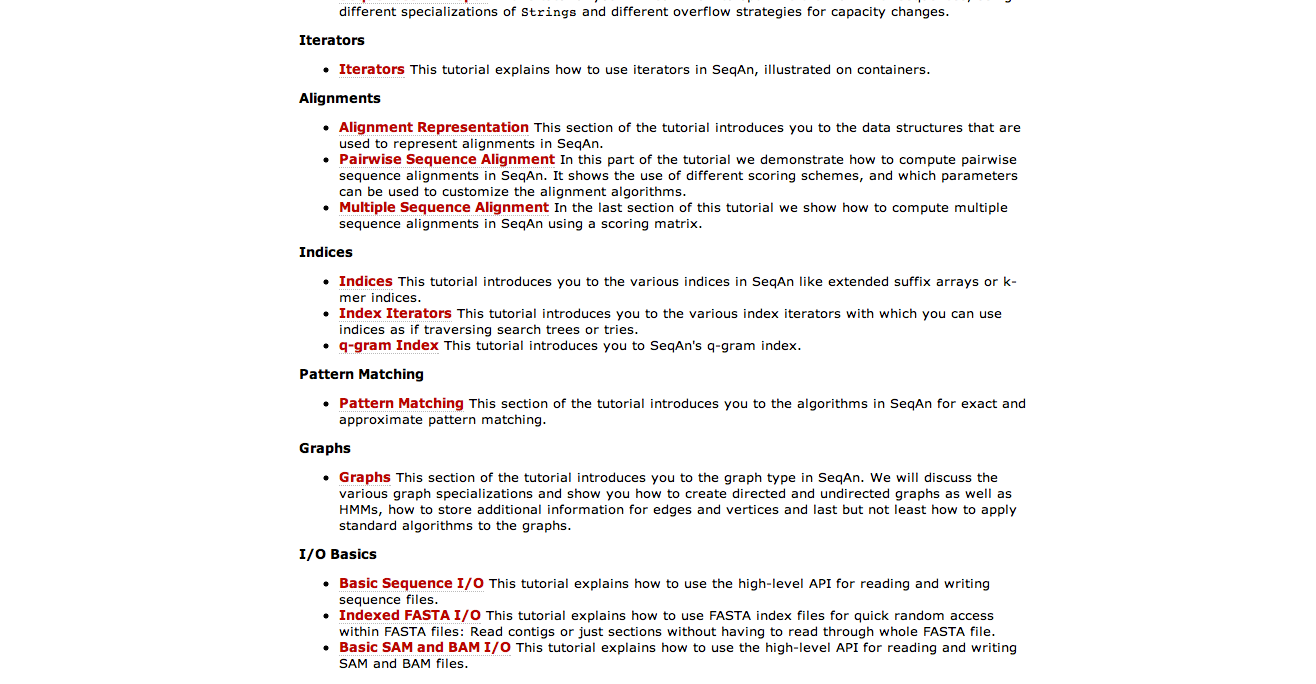 different specializations of Strings and different overflow strategies for capacity changes.
Iterators
• Iterators This tutorial explains how to use iterators in SeqAn, illustrated on containers.
Alignments
• Alignment Representation This section of the tutorial introduces you to the data structures that are
used to represent alignments in SeqAn.
• Pairwise Sequence Alignment In this part of the tutorial we demonstrate how to compute pairwise
sequence alignments in SeqAn. It shows the use of different scoring schemes, and which parameters
can be used to customize the alignment algorithms.
• Multiple Sequence Alignment In the last section of this tutorial we show how to compute multiple
sequence alignments in SeqAn using a scoring matrix.
Indices
• Indices This tutorial introduces you to the various indices in SeqAn like extended suffix arrays or k-
mer indices.
• Index Iterators This tutorial introduces you to the various index iterators with which you can use
indices as if traversing search trees or tries.
• q-gram Index This tutorial introduces you to SeqAn's q-gram index.
Pattern Matching
• Pattern Matching This section of the tutorial introduces you to the algorithms in SeqAn for exact and
approximate pattern matching.
Graphs
• Graphs This section of the tutorial introduces you to the graph type in SeqAn. We will discuss the
various graph specializations and show you how to create directed and undirected graphs as well as
HMMs, how to store additional information for edges and vertices and last but not least how to apply
standard algorithms to the graphs.
I/O Basics
• Basic Sequence I/O This tutorial explains how to use the high-level API for reading and writing
sequence files.
• Indexed FASTA I/O This tutorial explains how to use FASTA index files for quick random access
within FASTA files: Read contigs or just sections without having to read through whole FASTA file.
• Basic SAM and BAM I/O This tutorial explains how to use the high-level API for reading and writing
SAM and BAM files.